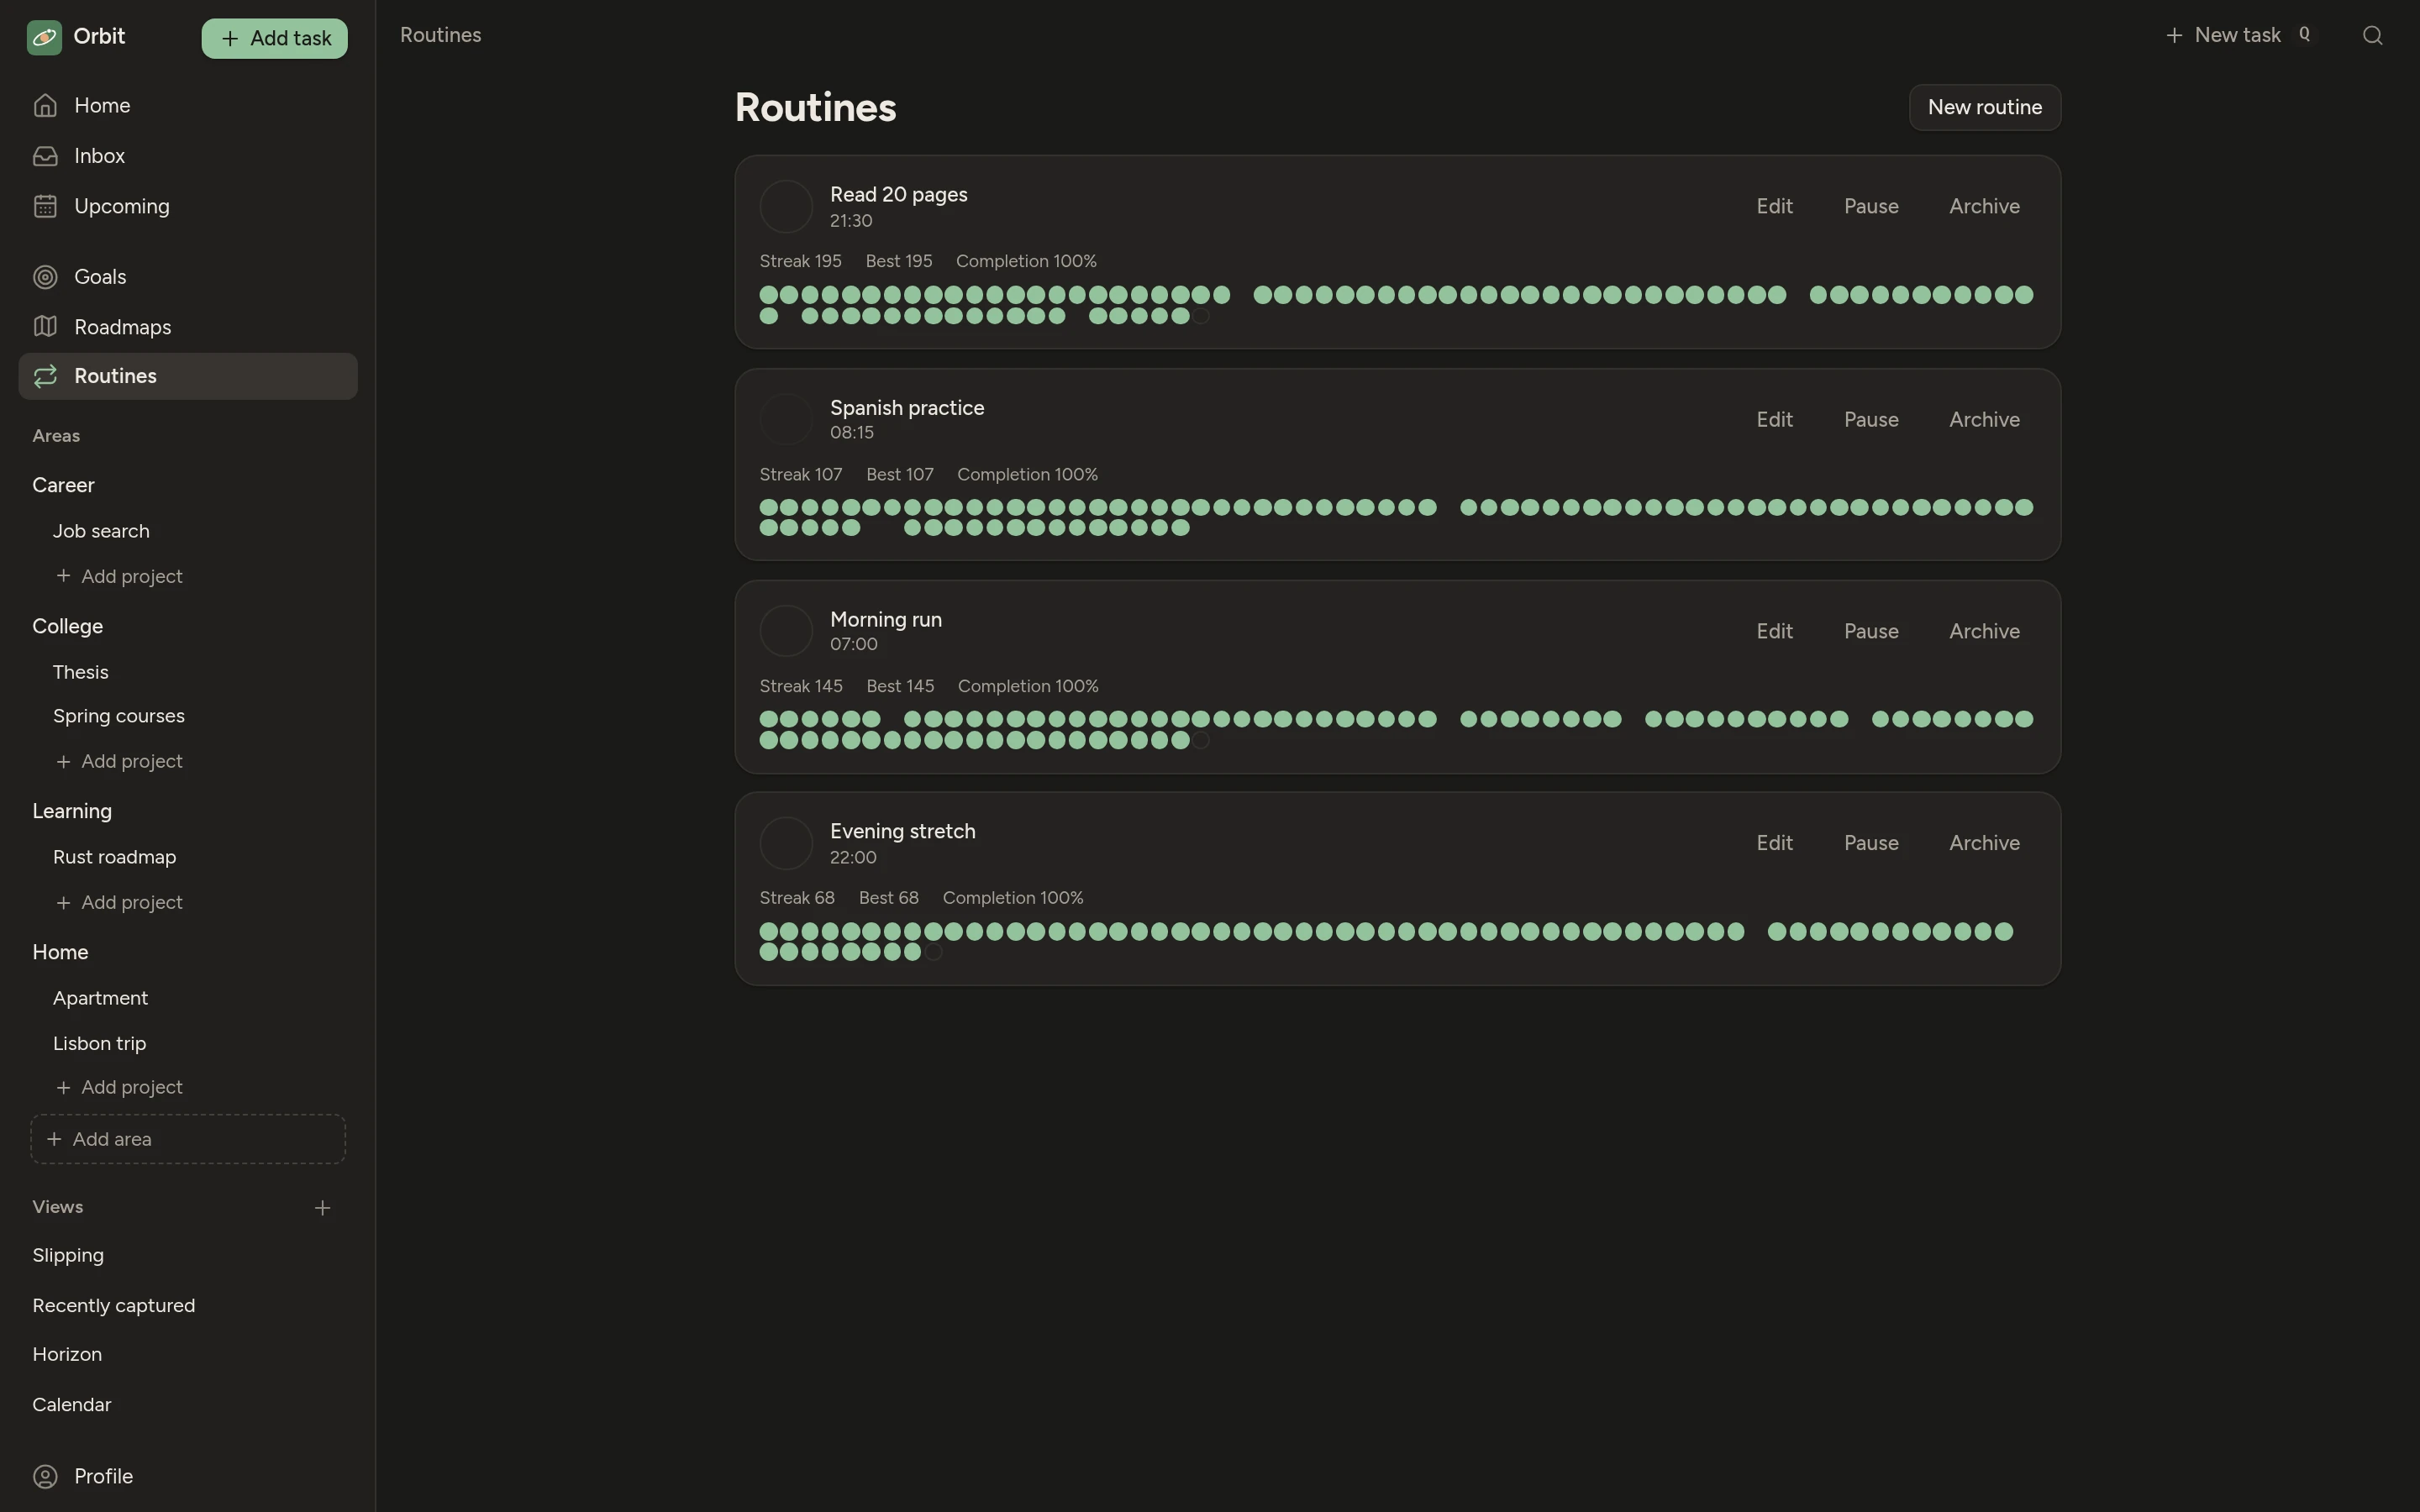 Orbit
Add task
Home
Inbox
Upcoming
Goals
Roadmaps
Routines
Areas
Career
Job search
Add project
College
Thesis
Spring courses
Add project
Learning
Rust roadmap
Add project
Home
Apartment
Lisbon trip
Add project
Add area
Views
Slipping
Recently captured
Horizon
Calendar
Profile
Routines
New task Q
Routines
New routine
Read 20 pages
21:30
Edit Pause Archive
Streak 195 Best 195 Completion 100%
Spanish practice
08:15
Edit Pause Archive
Streak 107 Best 107 Completion 100%
Morning run
07:00
Edit Pause Archive
Streak 145 Best 145 Completion 100%
Evening stretch
22:00
Edit Pause Archive
Streak 68 Best 68 Completion 100%